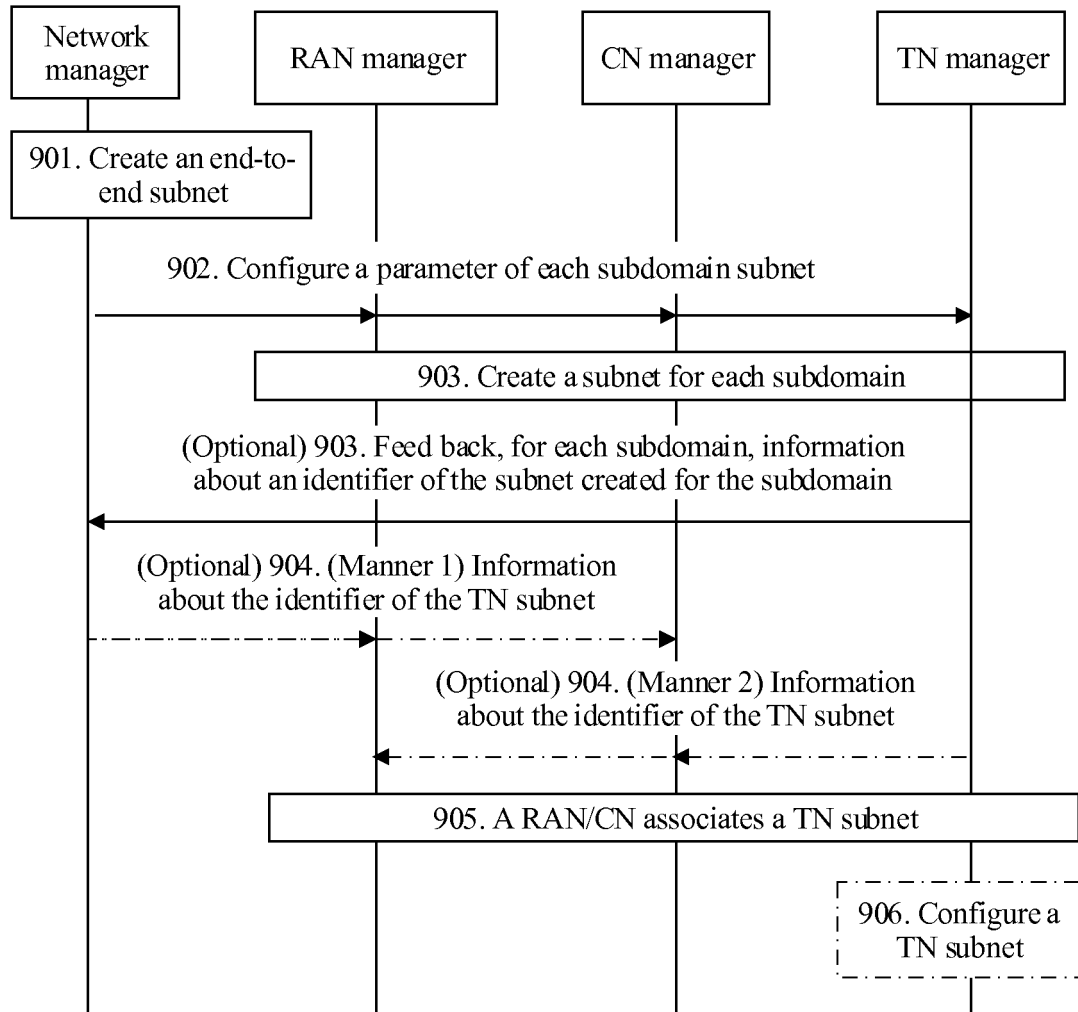 Network
manager
RAN manager
CN manager
TN manager
901. Create an end-to-
end subnet
902. Configure a parameter of each subdomain subnet
903. Create a subnet for each subdomain
(Optional) 903. Feed back, for each subdomain, information
about an identifier of the subnet created for the subdomain
(Optional) 904. (Manner 1) Information
about the identifier of the TN subnet
(Optional) 904. (Manner 2) Information
about the identifier of the TN subnet
905. A RAN/CN associates a TN subnet
906. Configure a
TN subnet